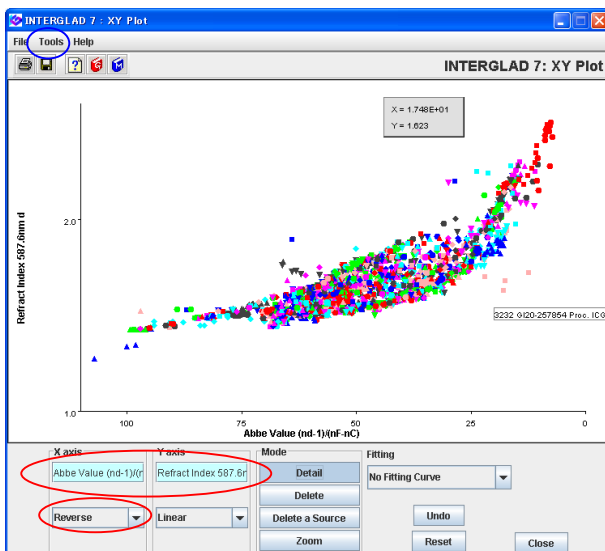 INTERGLAD 7 : XY Plot
File Tools Help
INTERGLAD 7: XY Plot
X = 1.748E+01
Y = 1.623
2.0
Refract Index 587.6nm d
3232 GI20-257854 Proc. ICG
1.0
100 75 50 25 0
Abbe Value (nd-1)/(nF-nC)
X axis Y axis Mode Fitting
Abbe Value (nd-1)/(r Refract Index 587.6r Detail No Fitting Curve
Delete
Reverse Linear Delete a Source Undo
Zoom Reset Close